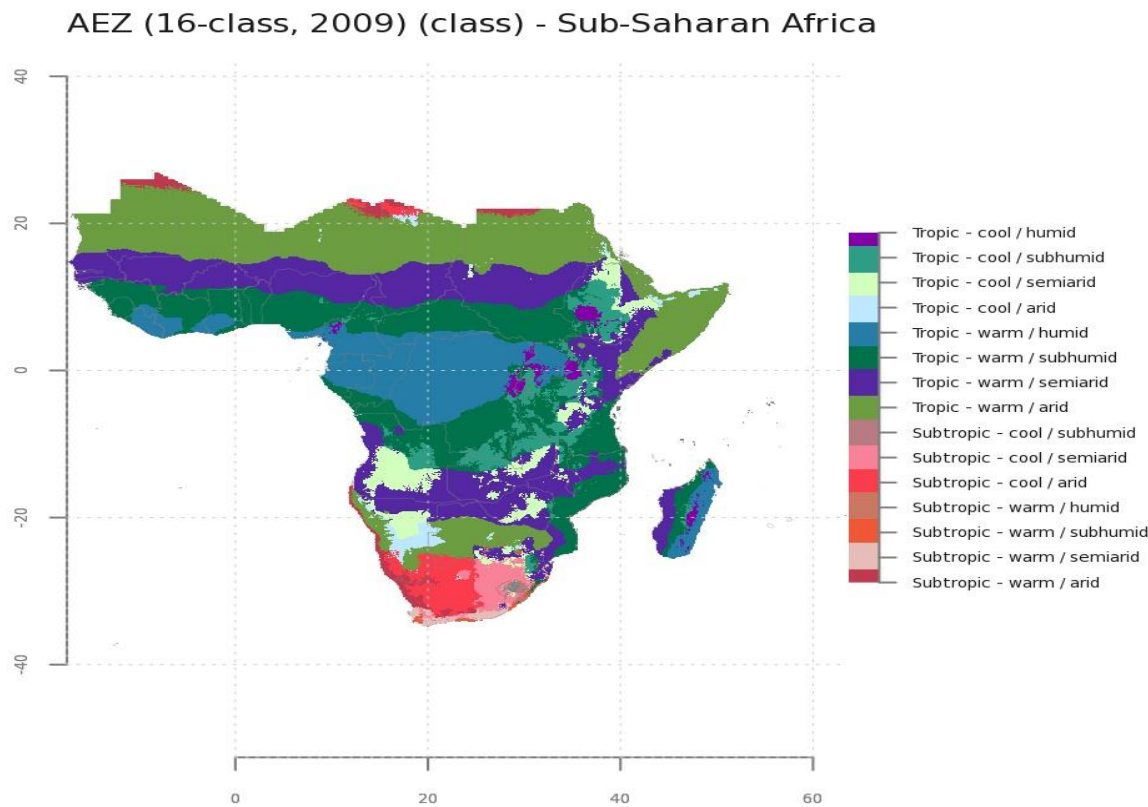 AEZ (16-class, 2009) (class) - Sub-Saharan Africa
40
20
0
-20
-40
0
20
40
60
Tropic - cool / humid
Tropic - cool / subhumid
Tropic - cool / semiarid
Tropic - cool / arid
Tropic - warm / humid
Tropic - warm / subhumid
Tropic - warm / semiarid
Tropic - warm / arid
Subtropic - cool / subhumid
Subtropic - cool / semiarid
Subtropic - cool / arid
Subtropic - warm / humid
Subtropic - warm / subhumid
Subtropic - warm / semiarid
Subtropic - warm / arid